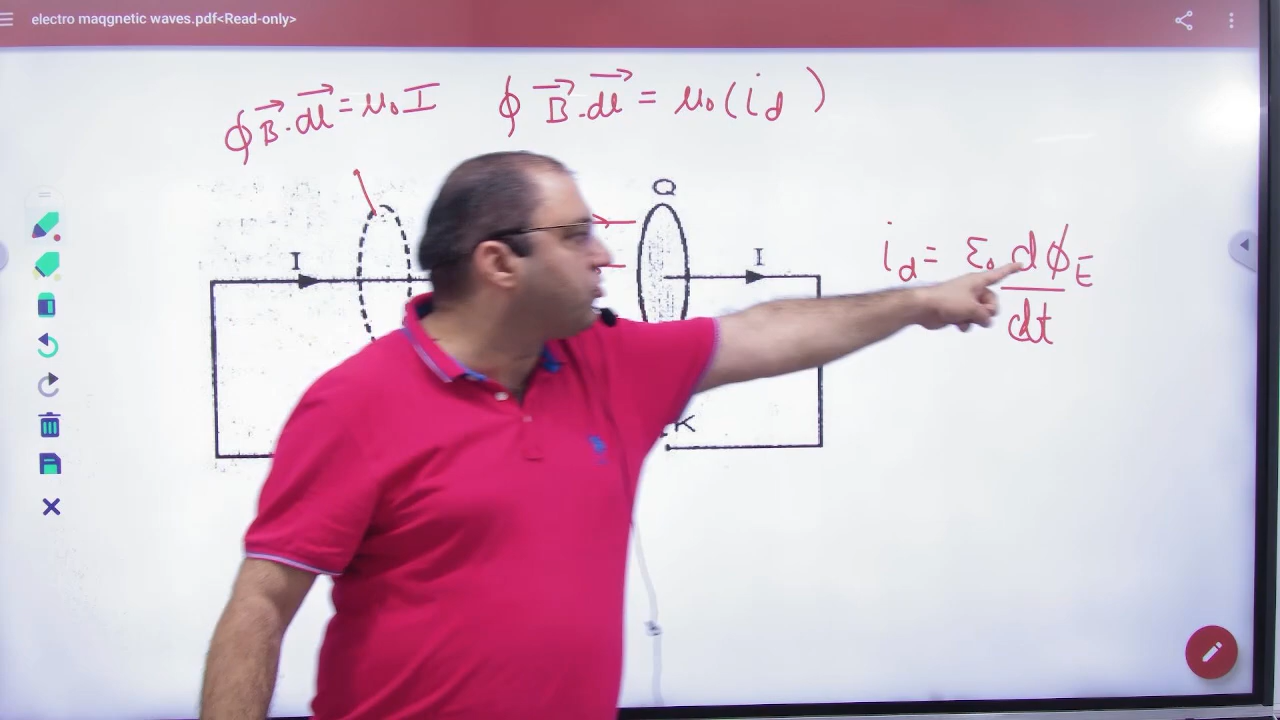 electro maqgnetic waves.pdf<Read-only>
∮B⃗.dl⃗ = μ₀I   ∮B⃗.dl⃗ = μ₀(i_d)
Q
I
I
i_d = ε₀ dϕ_E
dt
K